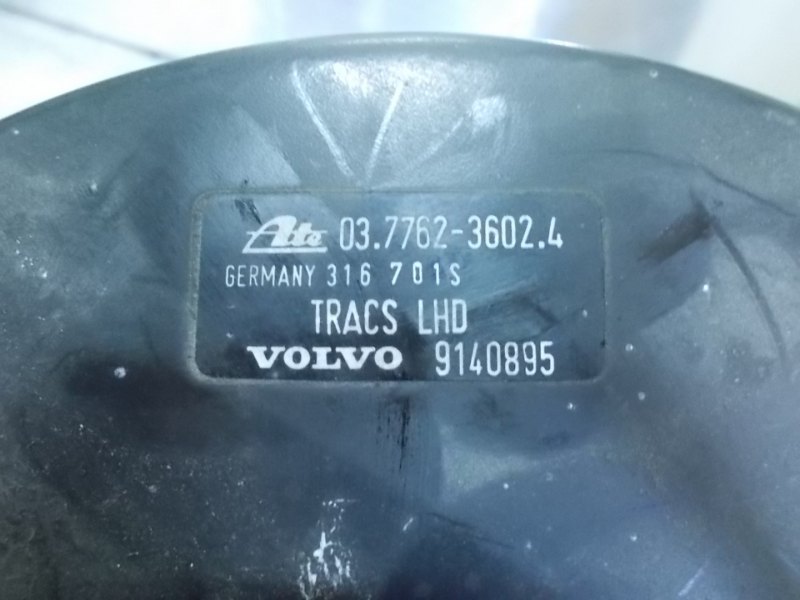 Ate 03.7762-3602.4
GERMANY 316 701S
TRACS LHD
VOLVO 9140895